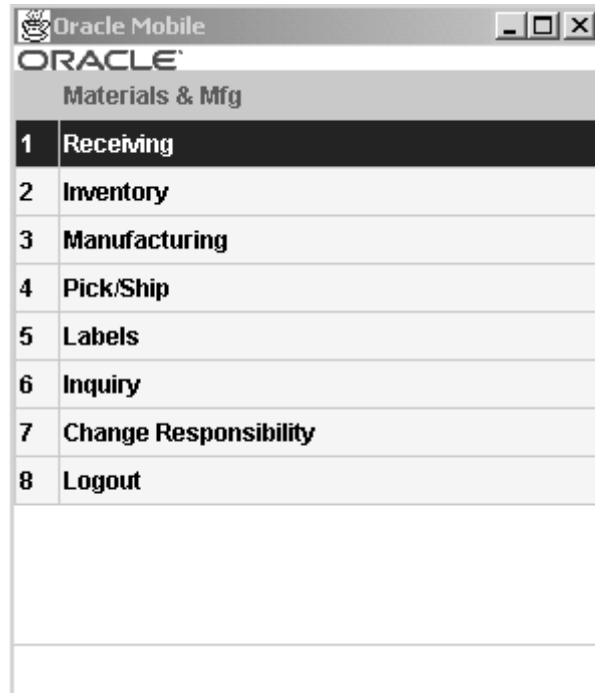 Oracle Mobile
ORACLE
Materials & Mfg
1 Receiving
2 Inventory
3 Manufacturing
4 Pick/Ship
5 Labels
6 Inquiry
7 Change Responsibility
8 Logout